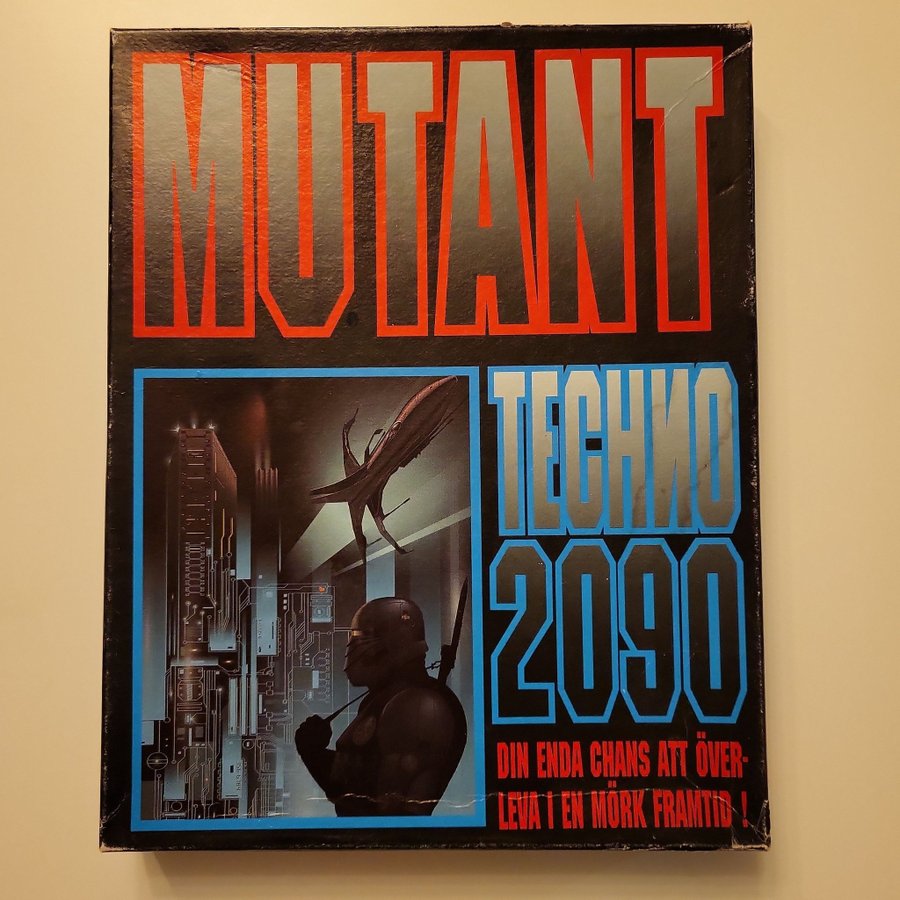 MUTANT
TECHNO
2090
DIN ENDA CHANS ATT ÖVER-
LEVA I EN MÖRK FRAMTID !